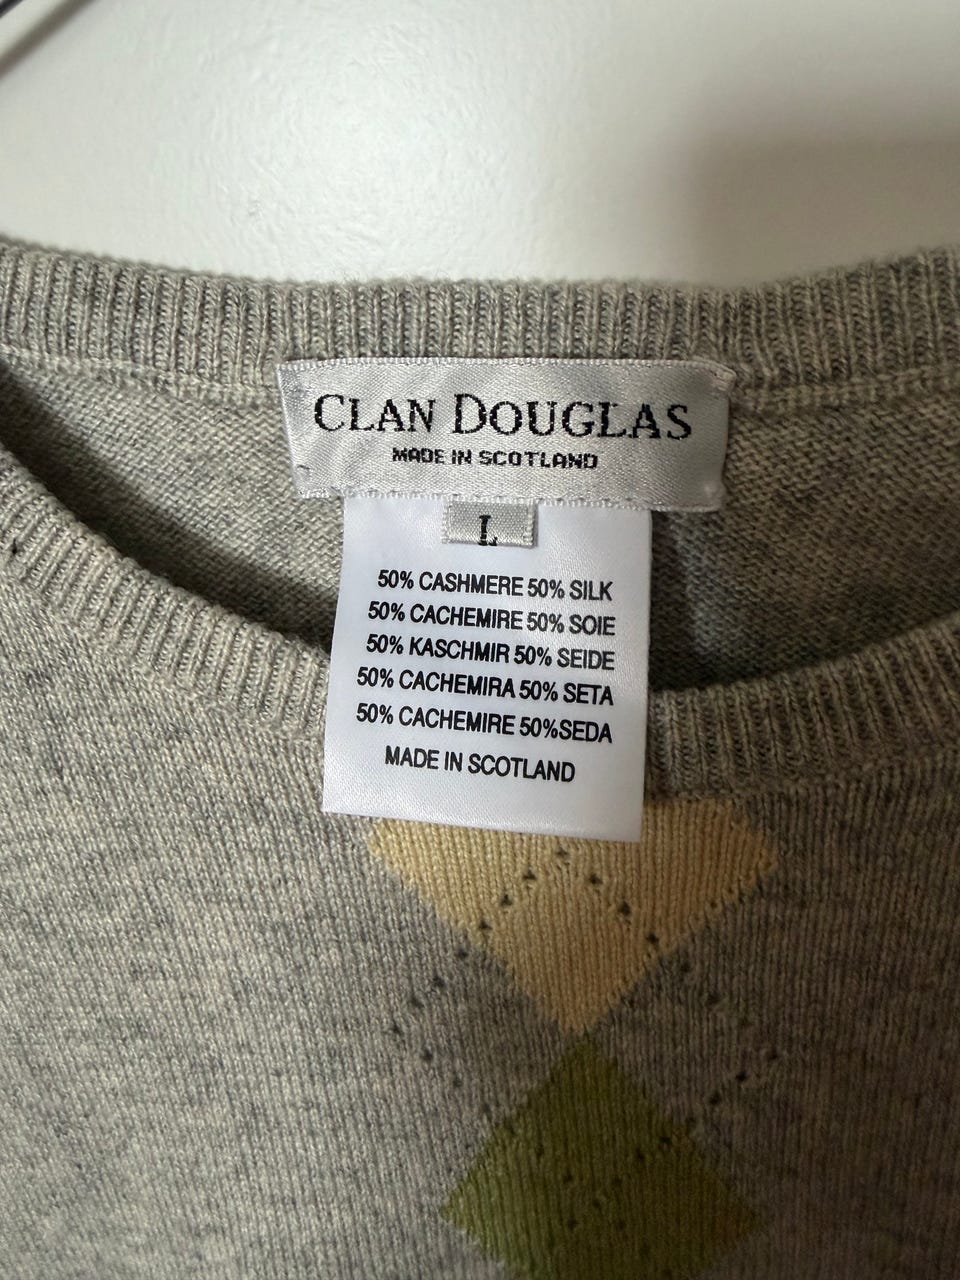 CLAN DOUGLAS
MADE IN SCOTLAND
L
50% CASHMERE 50% SILK
50% CACHEMIRE 50% SOIE
50% KASCHMIR 50% SEIDE
50% CACHEMIRA 50% SETA
50% CACHEMIRE 50%SEDA
MADE IN SCOTLAND